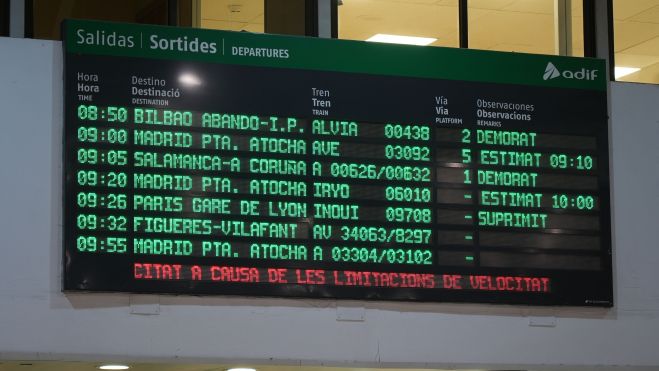 Salidas | Sortides | DEPARTURES
adif
Hora Destino Tren Vía Observaciones
Hora Destinació Tren Via Observacions
TIME DESTINATION TRAIN PLATFORM REMARKS
08:50 BILBAO ABANDO-I.P. ALVIA 00438 2 DEMORAT
09:00 MADRID PTA. ATOCHA AVE 03092 5 ESTIMAT 09:10
09:05 SALAMANCA-A CORUÑA A 00626/00632 1 DEMORAT
09:20 MADRID PTA. ATOCHA IRYO 06010 - ESTIMAT 10:00
09:26 PARIS GARE DE LYON INOUI 09708 - SUPRIMIT
09:32 FIGUERES-VILAFANT AV 34063/8297 -
09:55 MADRID PTA. ATOCHA A 03304/03102 -
CITAT A CAUSA DE LES LIMITACIONS DE VELOCITAT